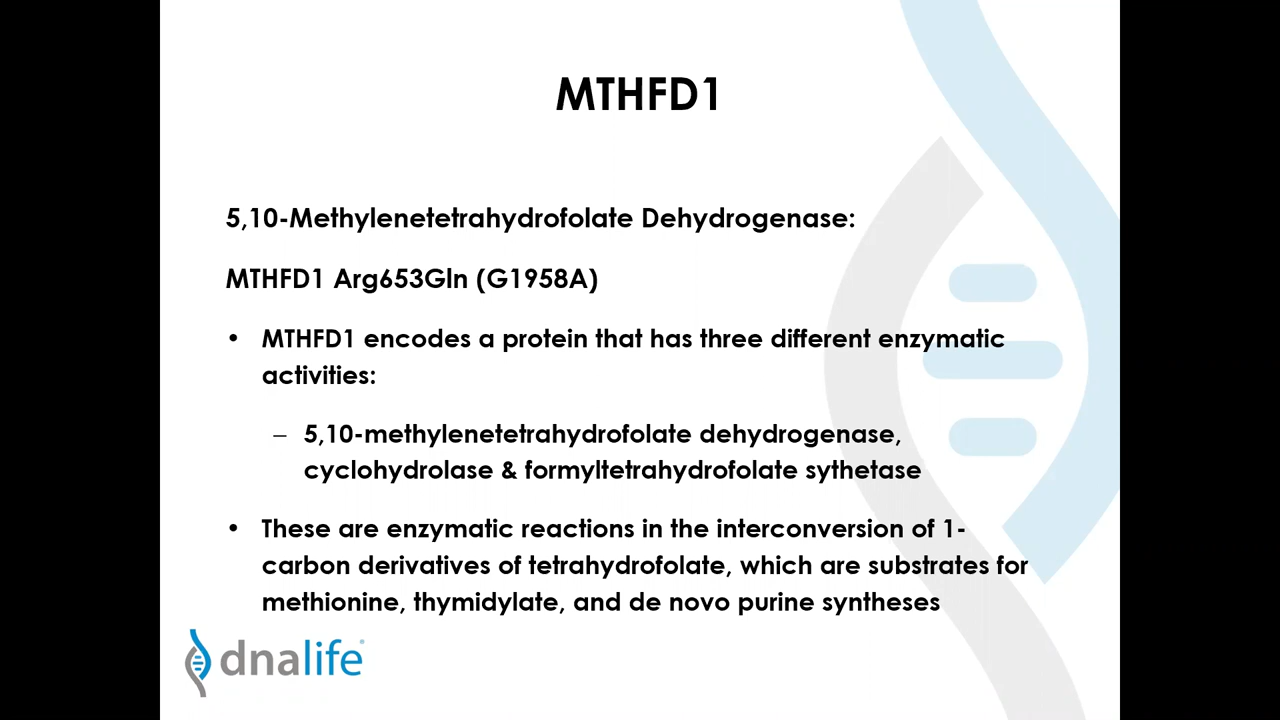 MTHFD1
5,10-Methylenetetrahydrofolate Dehydrogenase:
MTHFD1 Arg653Gln (G1958A)
• MTHFD1 encodes a protein that has three different enzymatic
activities:
– 5,10-methylenetetrahydrofolate dehydrogenase,
cyclohydrolase & formyltetrahydrofolate sythetase
• These are enzymatic reactions in the interconversion of 1-
carbon derivatives of tetrahydrofolate, which are substrates for
methionine, thymidylate, and de novo purine syntheses
dnalife